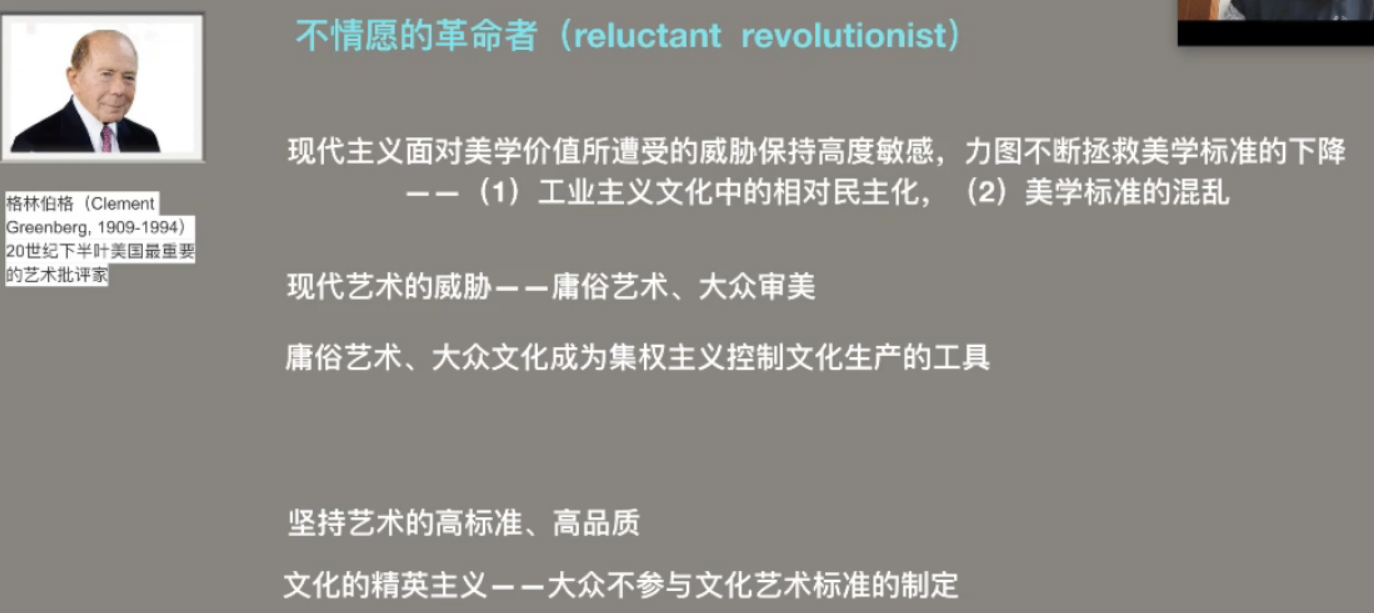 不情愿的革命者（reluctant revolutionist）
现代主义面对美学价值所遭受的威胁保持高度敏感，力图不断拯救美学标准的下降
——（1）工业主义文化中的相对民主化，（2）美学标准的混乱
格林伯格（Clement
Greenberg, 1909-1994）
20世纪下半叶美国最重要
的艺术批评家
现代艺术的威胁——庸俗艺术、大众审美
庸俗艺术、大众文化成为集权主义控制文化生产的工具
坚持艺术的高标准、高品质
文化的精英主义——大众不参与文化艺术标准的制定